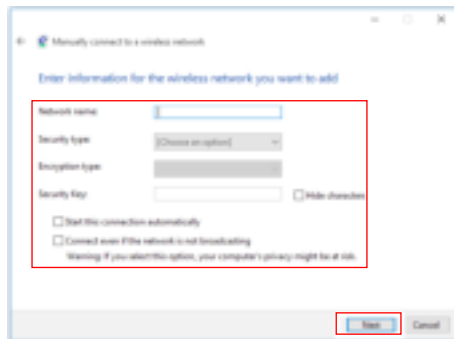 Manually connect to a wireless network
Enter information for the wireless network you want to add
Network name:
Security type:
[Choose an option]
Encryption type:
Security Key:
Hide characters
Start this connection automatically
Connect even if the network is not broadcasting
Warning: If you select this option, your computer's privacy might be at risk.
Next
Cancel